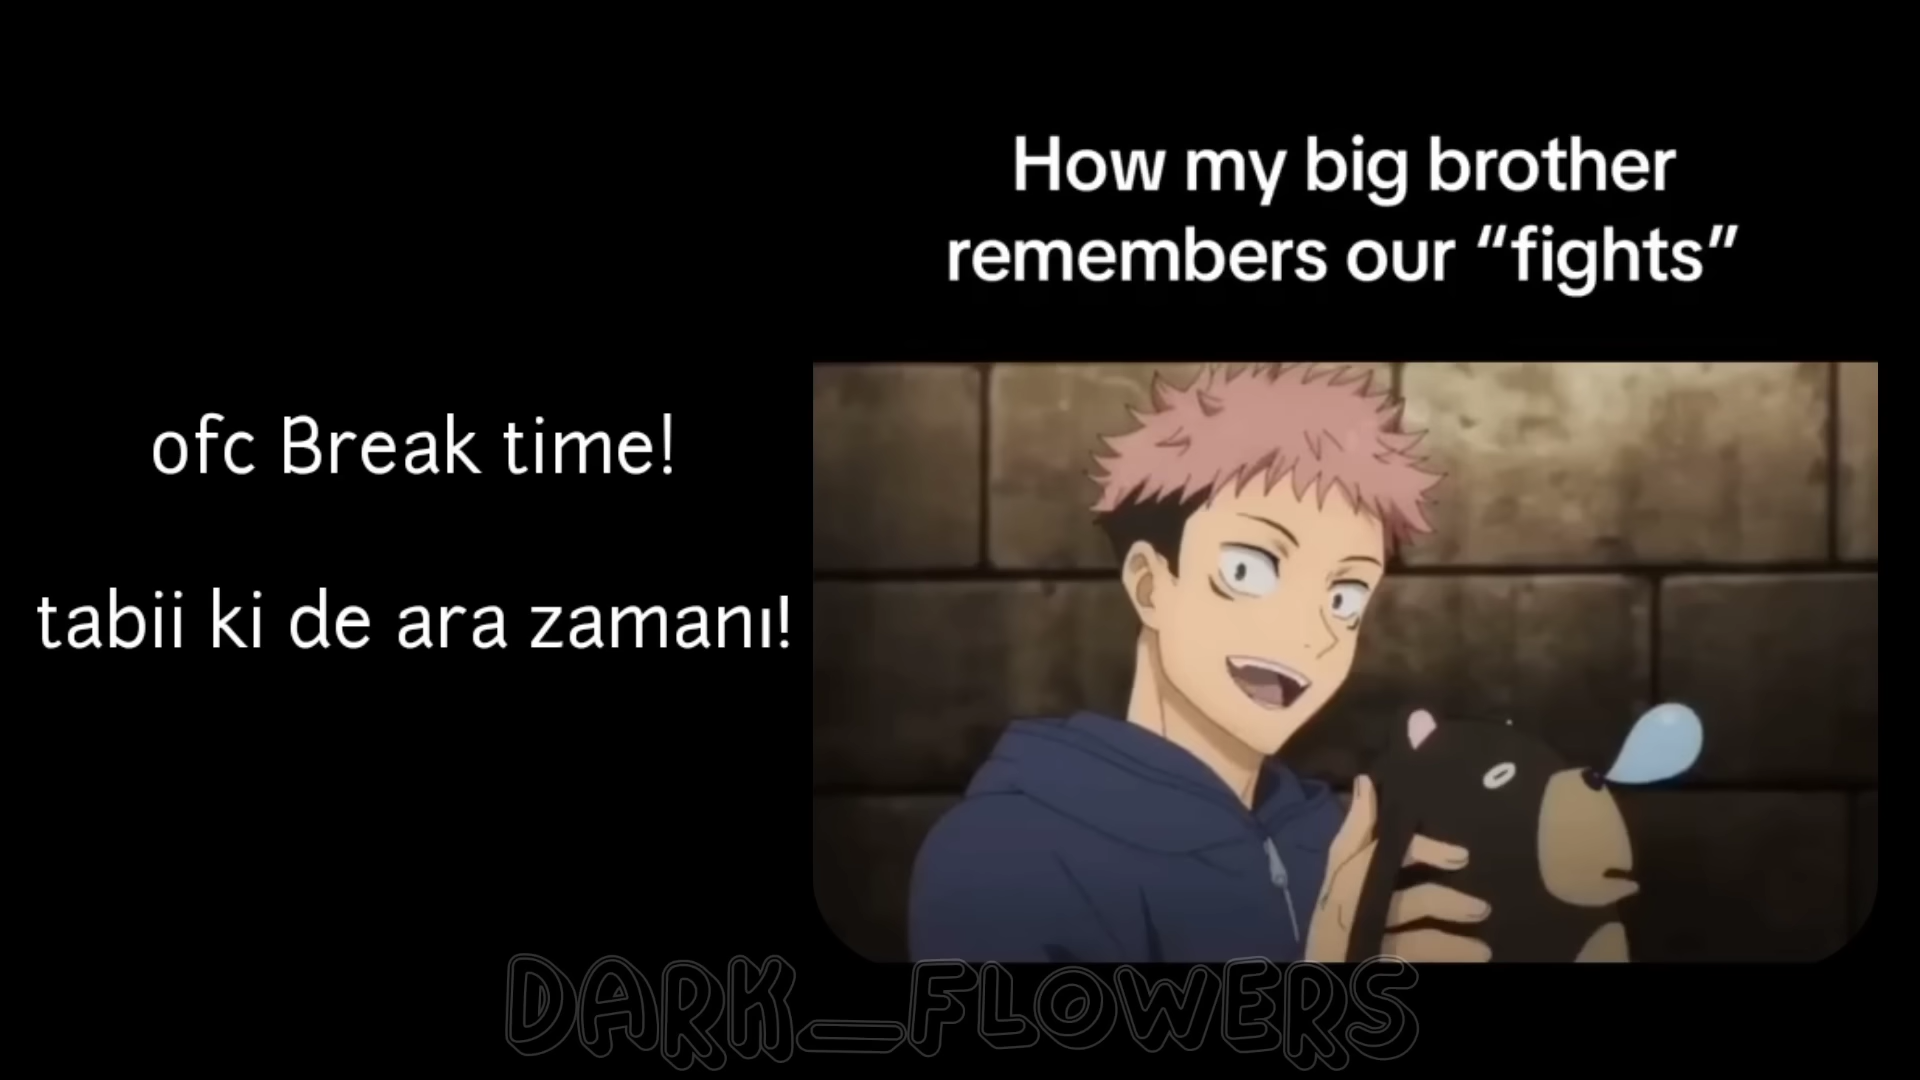 How my big brother
remembers our “fights”
ofc Break time!
tabii ki de ara zamanı!
DARK_FLOWERS